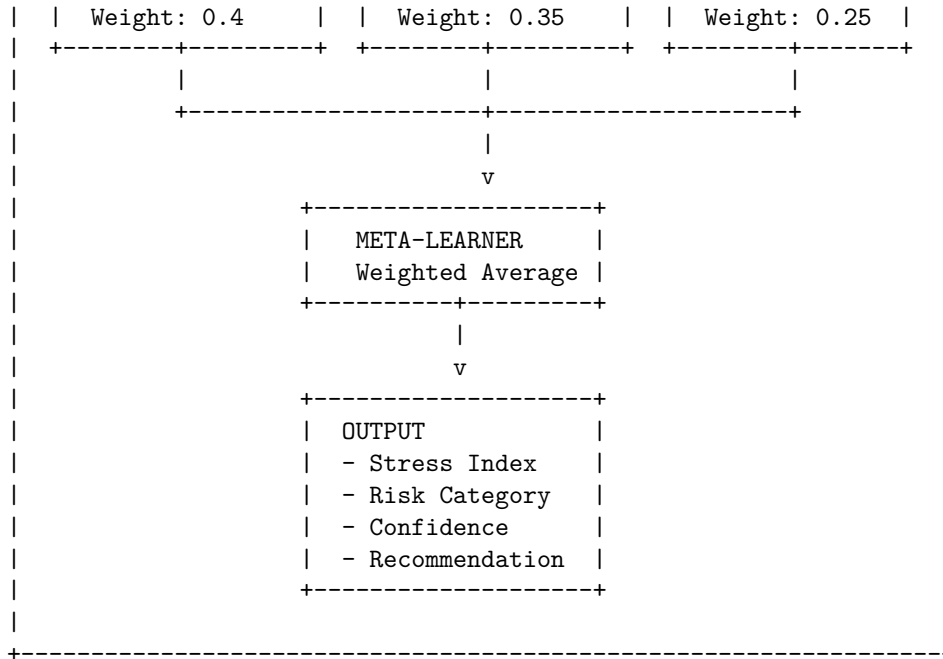 Weight: 0.4 Weight: 0.35 Weight: 0.25
v
META-LEARNER
Weighted Average
v
OUTPUT
- Stress Index
- Risk Category
- Confidence
- Recommendation